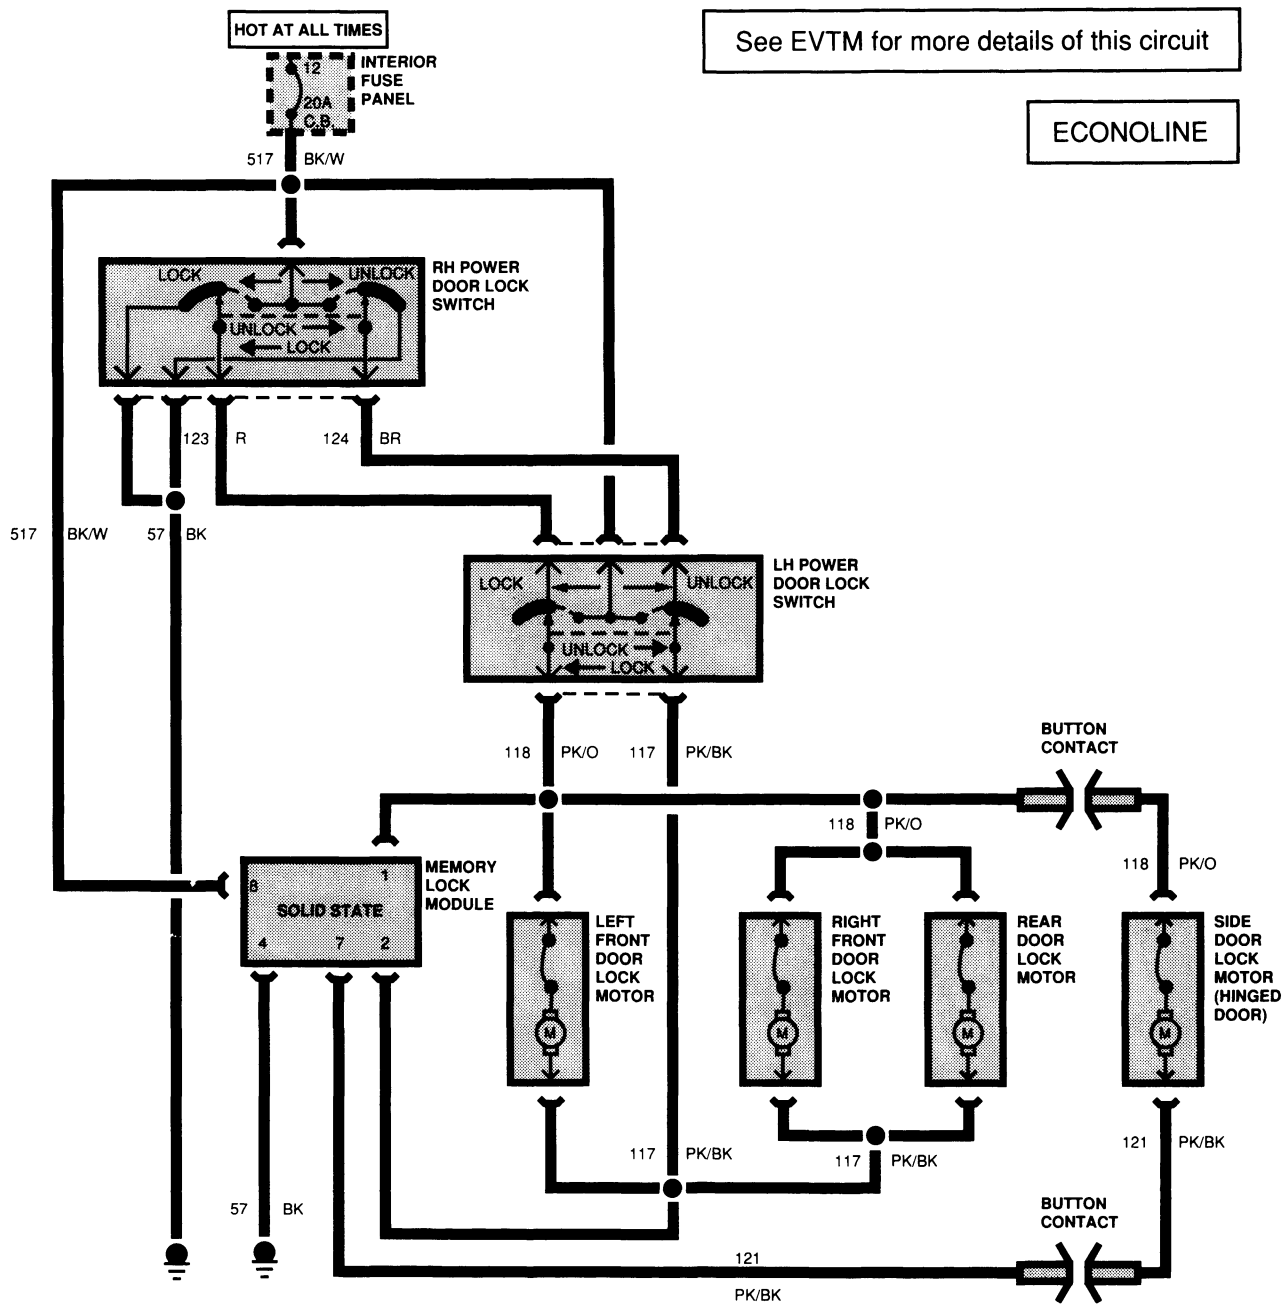 HOT AT ALL TIMES
See EVTM for more details of this circuit
12
20A
C.B.
INTERIOR
FUSE
PANEL
ECONOLINE
517 BK/W
LOCK UNLOCK
UNLOCK
LOCK
RH POWER
DOOR LOCK
SWITCH
123 R 124 BR
517 BK/W 57 BK
LOCK UNLOCK
UNLOCK
LOCK
LH POWER
DOOR LOCK
SWITCH
118 PK/O 117 PK/BK
BUTTON
CONTACT
118 PK/O
118 PK/O
8 1
SOLID STATE
4 7 2
MEMORY
LOCK
MODULE
LEFT
FRONT
DOOR
LOCK
MOTOR
M
RIGHT
FRONT
DOOR
LOCK
MOTOR
M
REAR
DOOR
LOCK
MOTOR
M
SIDE
DOOR
LOCK
MOTOR
(HINGED
DOOR)
M
117 PK/BK
117 PK/BK
121 PK/BK
57 BK
BUTTON
CONTACT
121
PK/BK